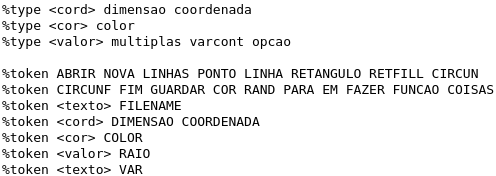 %type <cord> dimensao coordenada
%type <cor> color
%type <valor> multiplas varcont opcao

%token ABRIR NOVA LINHAS PONTO LINHA RETANGULO RETFILL CIRCUN
%token CIRCUNF FIM GUARDAR COR RAND PARA EM FAZER FUNCAO COISAS
%token <texto> FILENAME
%token <cord> DIMENSAO COORDENADA
%token <cor> COLOR
%token <valor> RAIO
%token <texto> VAR